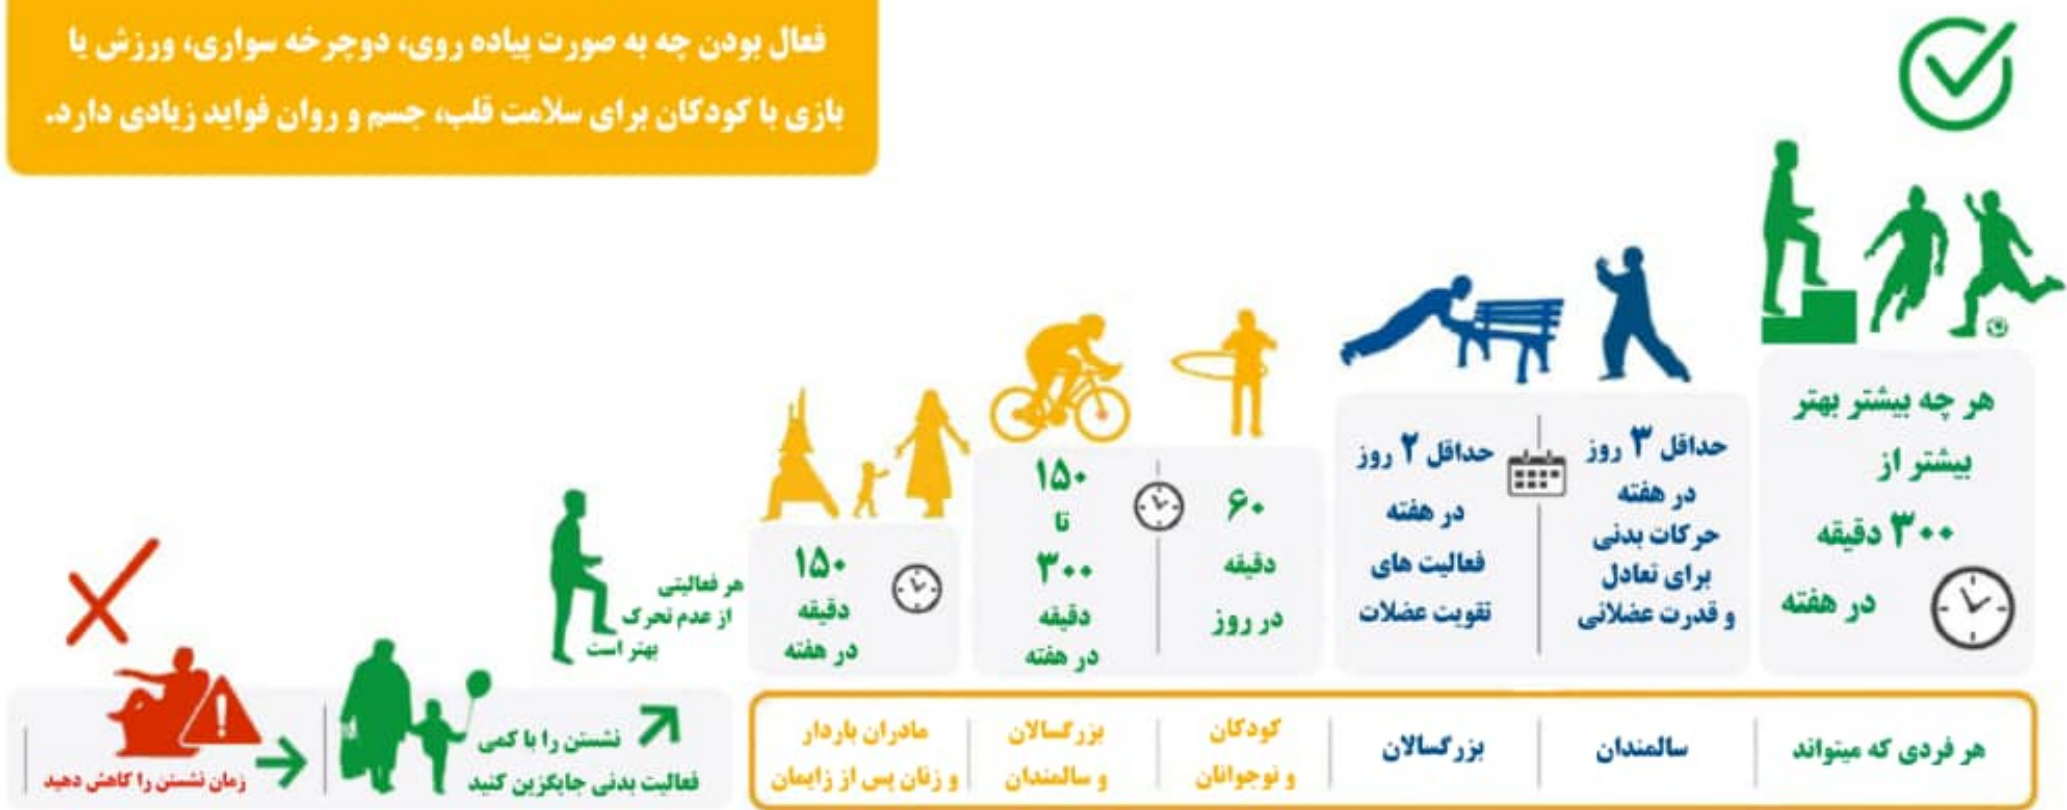 فعال بودن چه به صورت پیاده روی، دوچرخه سواری، ورزش یا
بازی با کودکان برای سلامت قلب، جسم و روان فواید زیادی دارد.
هر چه بیشتر بهتر
بیشتر از
۳۰۰ دقیقه
در هفته
هر فردی که میتواند
حداقل ۳ روز
در هفته
حرکات بدنی
برای تعادل
و قدرت عضلانی
سالمندان
حداقل ۲ روز
در هفته
فعالیت های
تقویت عضلات
بزرگسالان
۶۰
دقیقه
در روز
کودکان
و نوجوانان
۱۵۰
تا
۳۰۰
دقیقه
در هفته
بزرگسالان
و سالمندان
۱۵۰
دقیقه
در هفته
مادران باردار
و زنان پس از زایمان
هر فعالیتی
از عدم تحرک
بهتر است
نشستن را با کمی
فعالیت بدنی جایگزین کنید
زمان نشستن را کاهش دهید